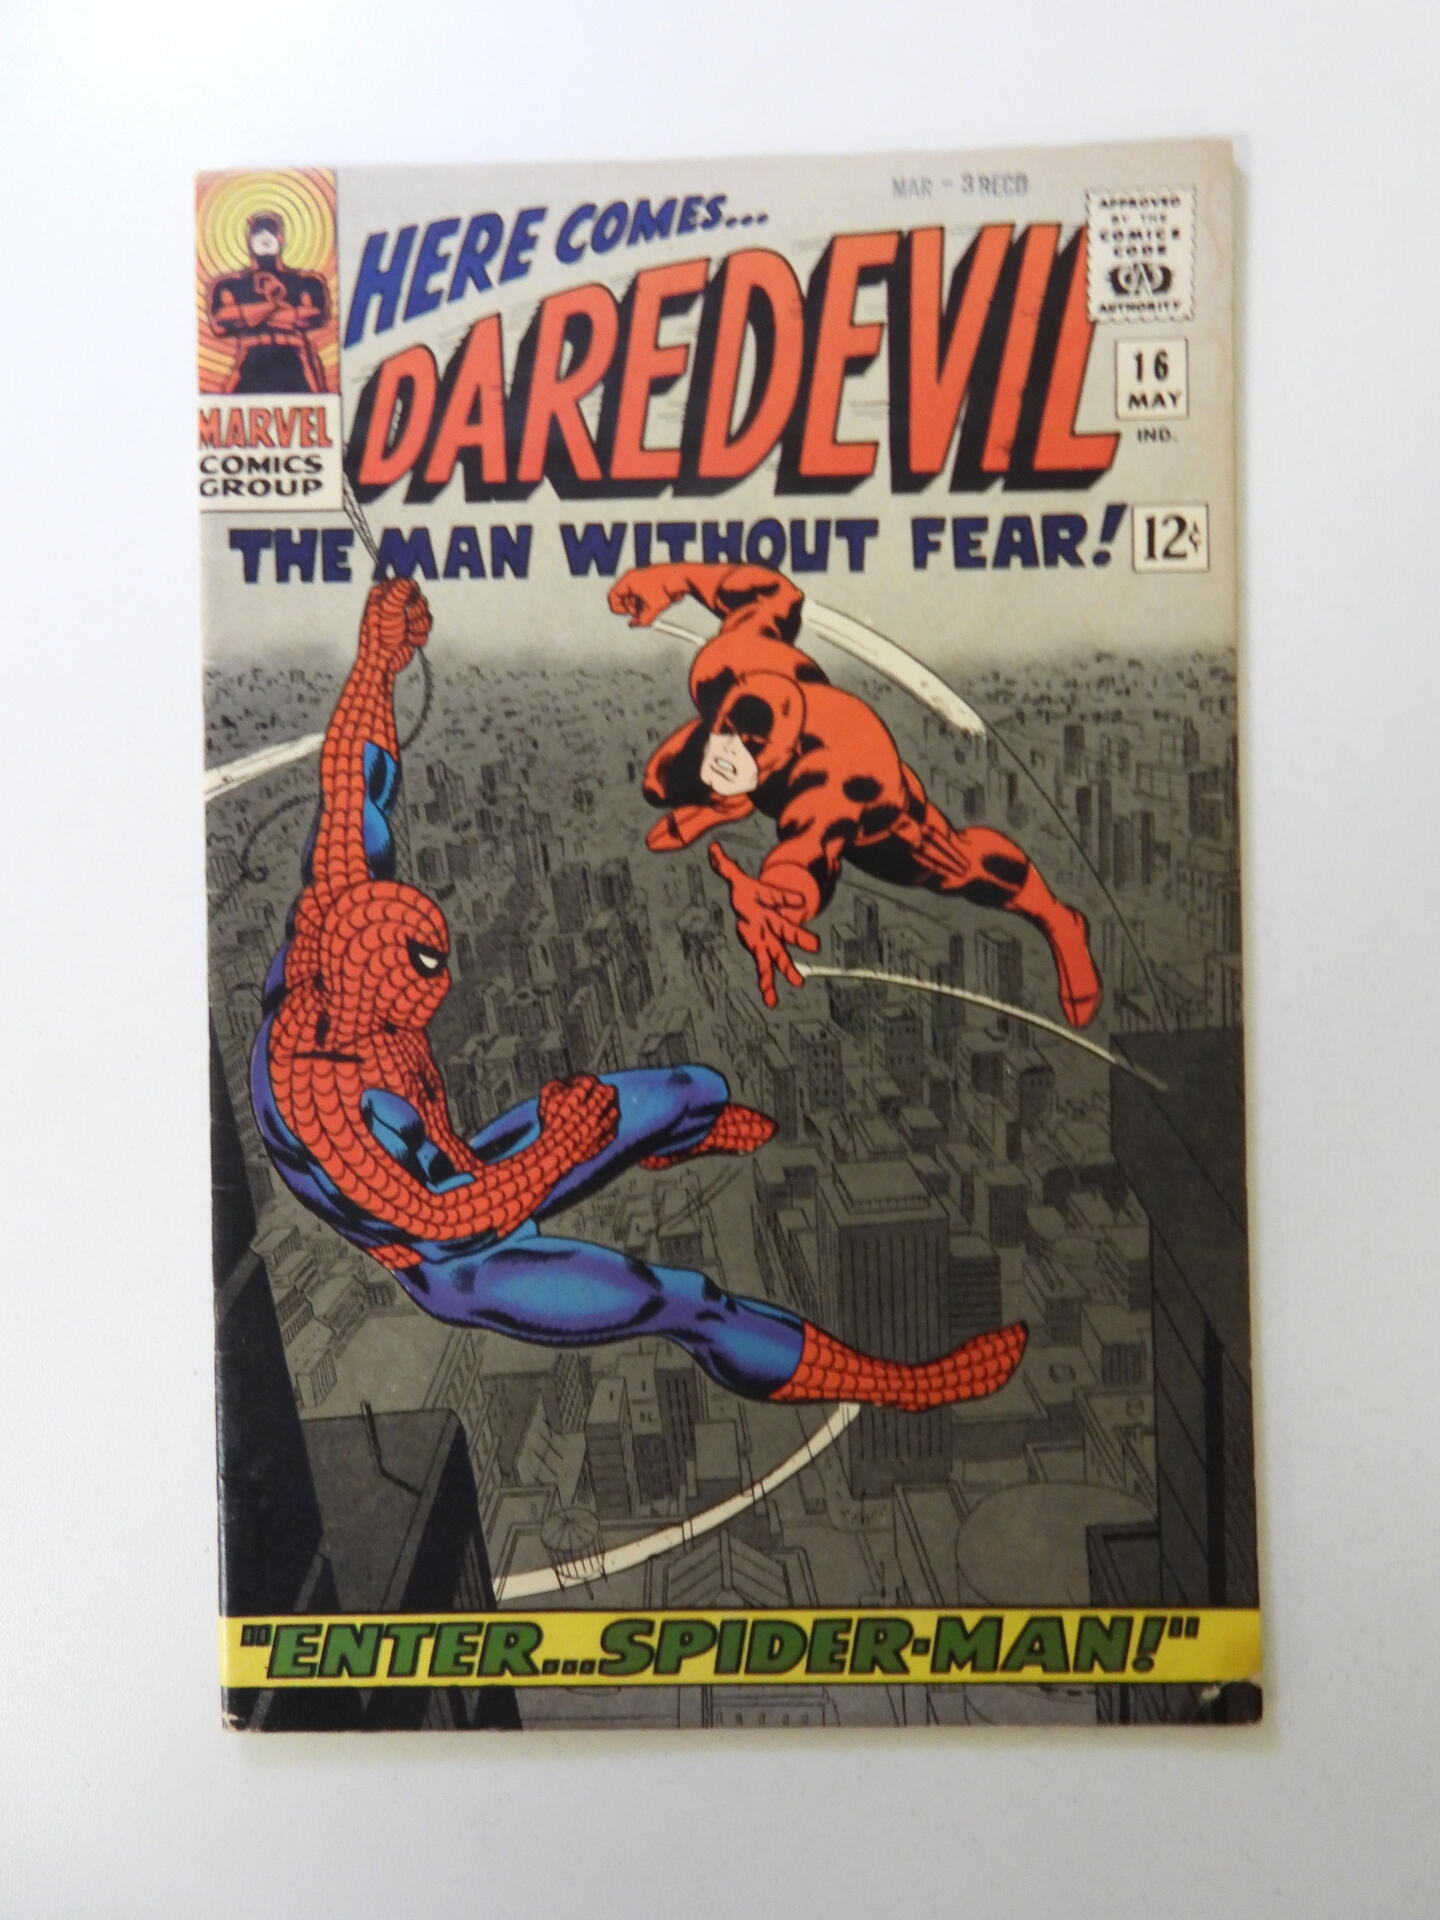 MAR - 3 RECD
HERE COMES...
DAREDEVIL
APPROVED
BY THE
COMICS
CODE
CA
AUTHORITY
MARVEL
COMICS
GROUP
16
MAY
IND.
THE MAN WITHOUT FEAR!
12¢
"ENTER...SPIDER-MAN!"